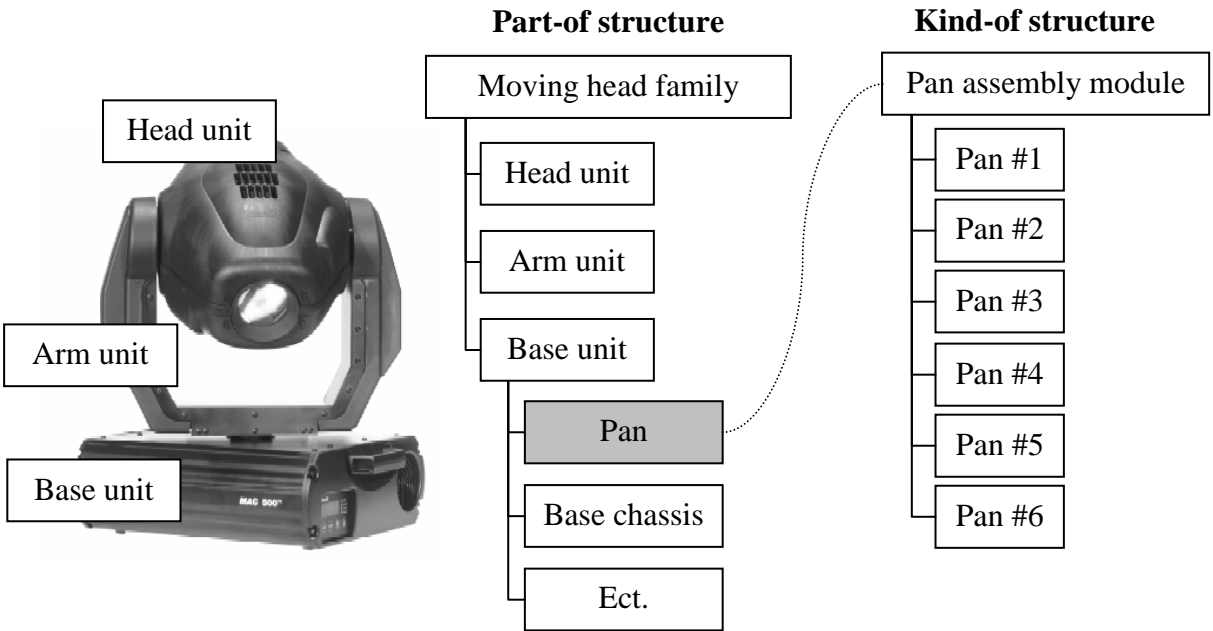 Part-of structure
Kind-of structure
Moving head family
Pan assembly module
Head unit
Arm unit
Base unit
MAC 500
Head unit
Arm unit
Base unit
Pan
Base chassis
Ect.
Pan #1
Pan #2
Pan #3
Pan #4
Pan #5
Pan #6